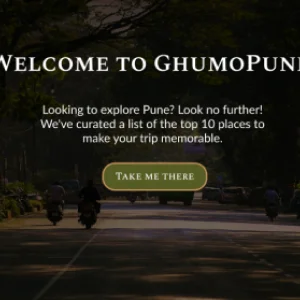 WELCOME TO GHUMOPUN
Looking to explore Pune? Look no further!
We've curated a list of the top 10 places to
make your trip memorable.
TAKE ME THERE